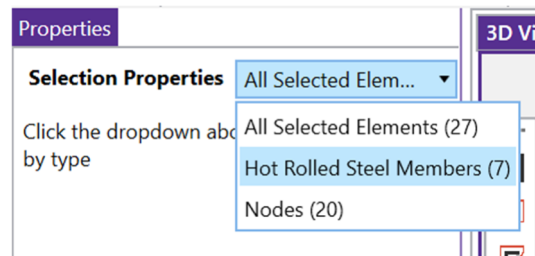 Properties
3D Vi
Selection Properties All Selected Elem...
Click the dropdown abo
by type
All Selected Elements (27)
Hot Rolled Steel Members (7)
Nodes (20)